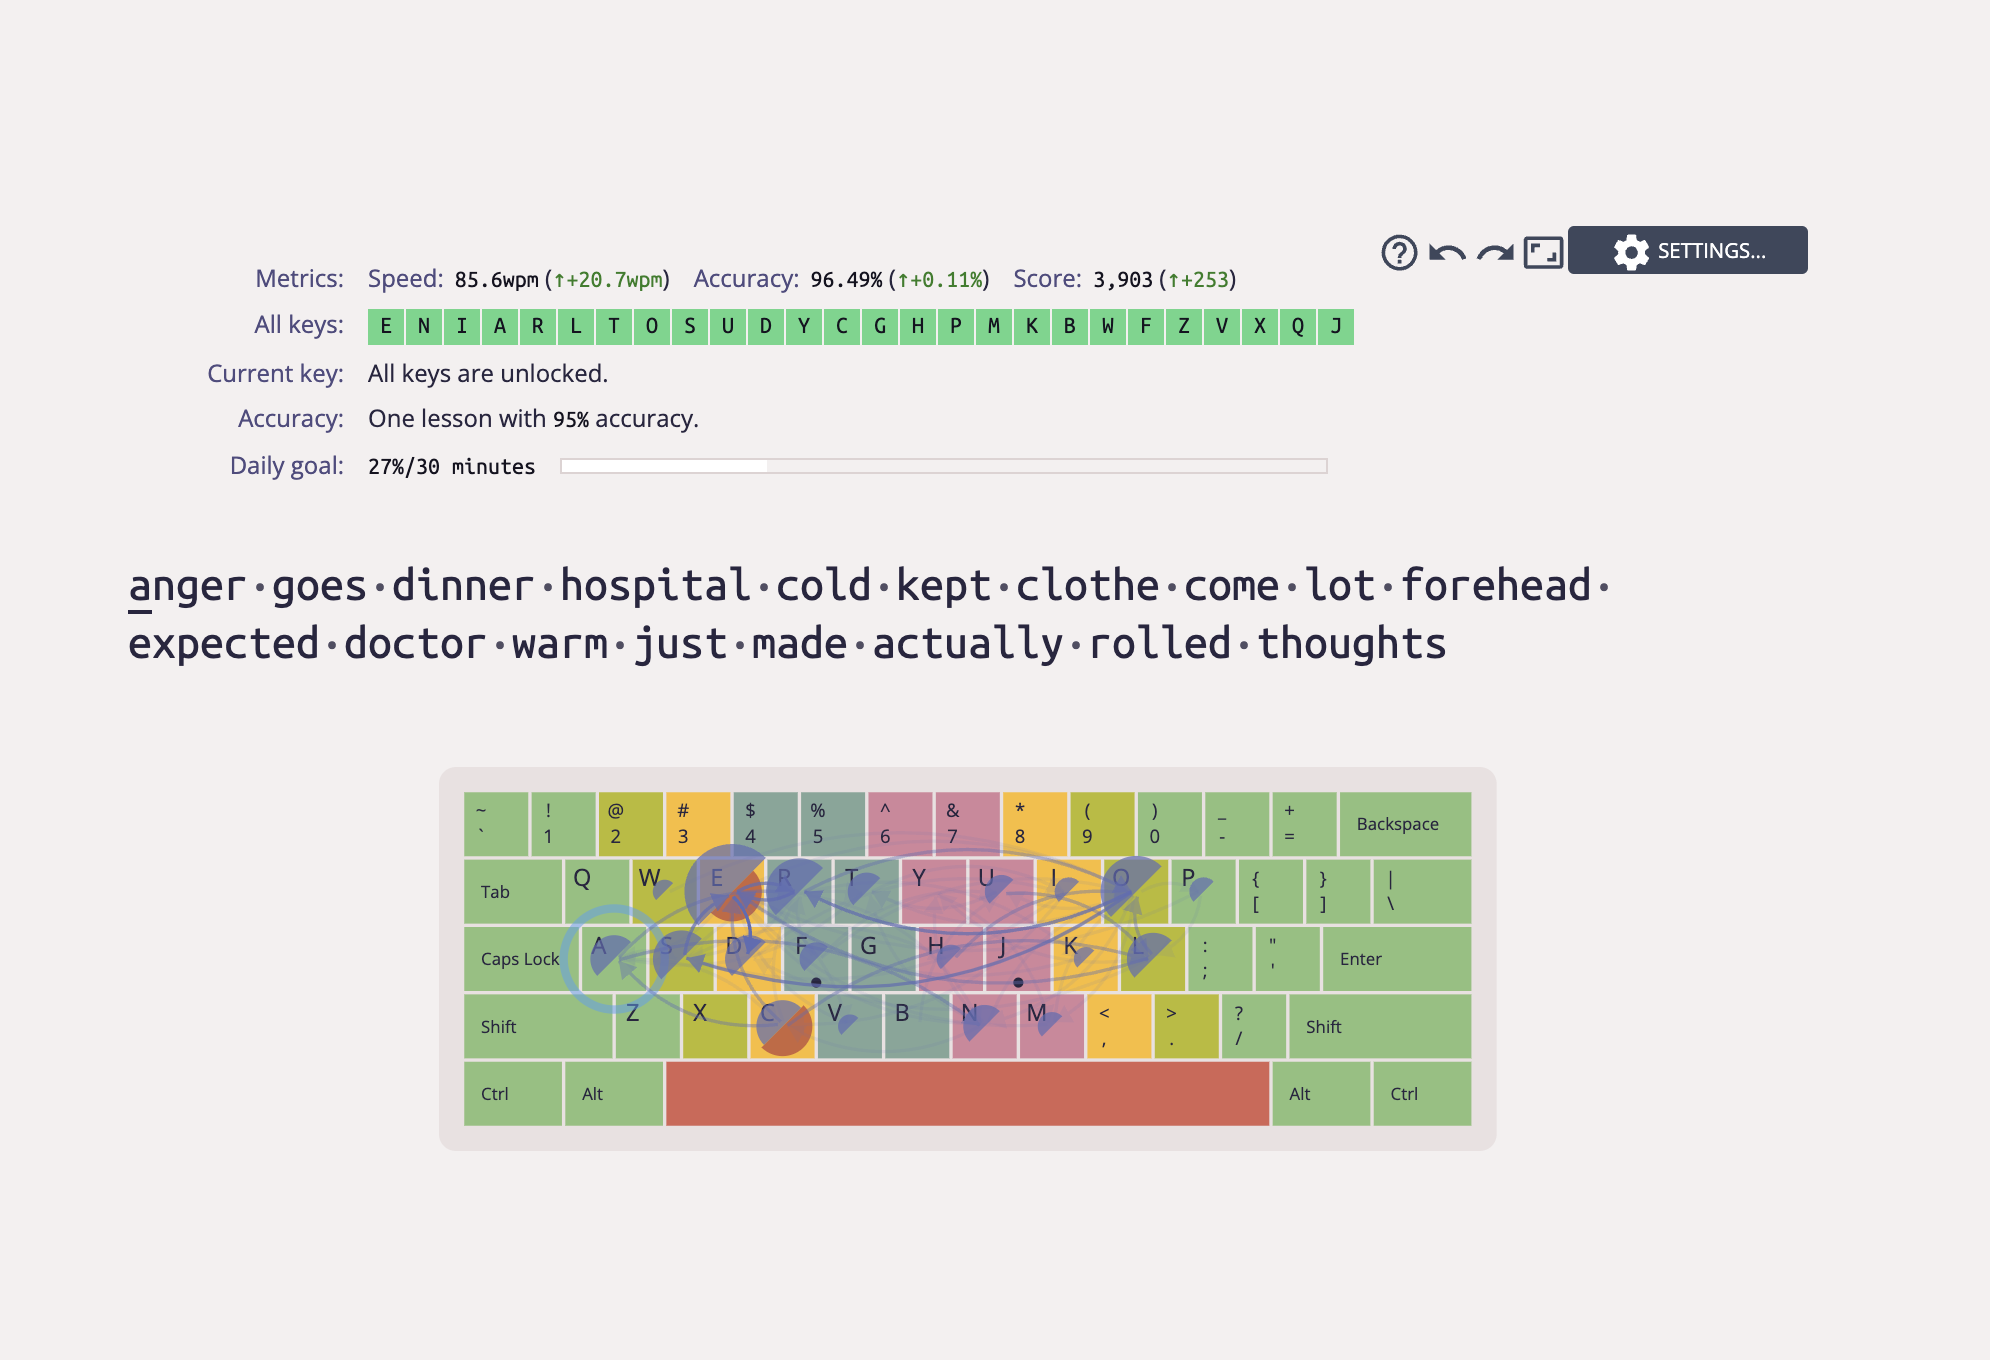 SETTINGS...
Metrics: Speed: 85.6wpm (↑+20.7wpm) Accuracy: 96.49% (↑+0.11%) Score: 3,903 (↑+253)
All keys: E N I A R L T O S U D Y C G H P M K B W F Z V X Q J
Current key: All keys are unlocked.
Accuracy: One lesson with 95% accuracy.
Daily goal: 27%/30 minutes
anger·goes·dinner·hospital·cold·kept·clothe·come·lot·forehead·
expected·doctor·warm·just·made·actually·rolled·thoughts
~ ! @ # $ % ^ & * ( ) _ +
` 1 2 3 4 5 6 7 8 9 0 - = Backspace
Tab Q W E R T Y U I O P { } |
[ ] \
Caps Lock A S D F G H J K L : "
; ' Enter
Shift Z X C V B N M < > ?
, . / Shift
Ctrl Alt Alt Ctrl